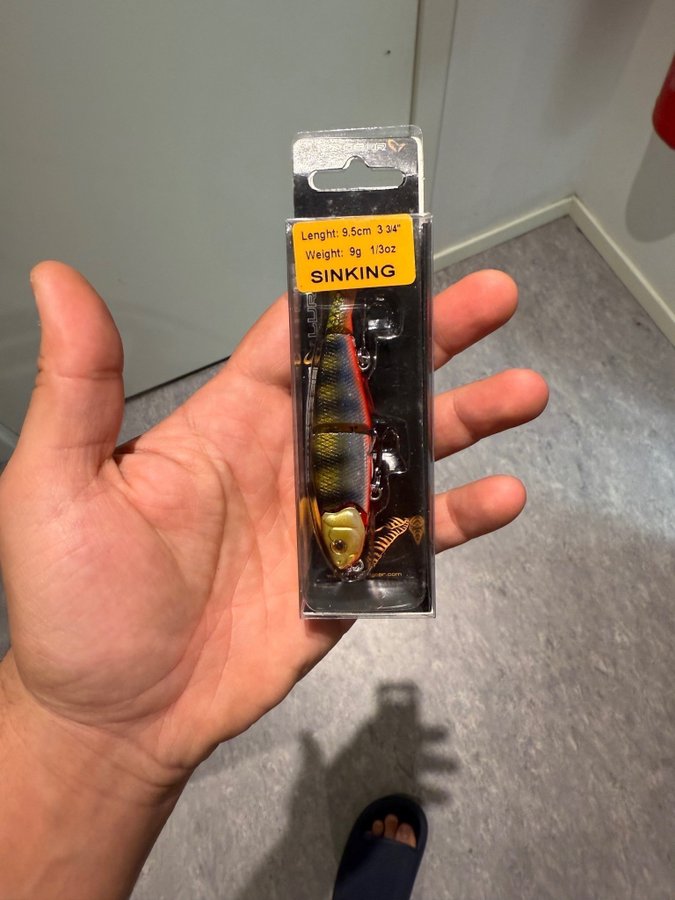 Lenght: 9,5cm 3 3/4"
Weight: 9g 1/3oz
SINKING